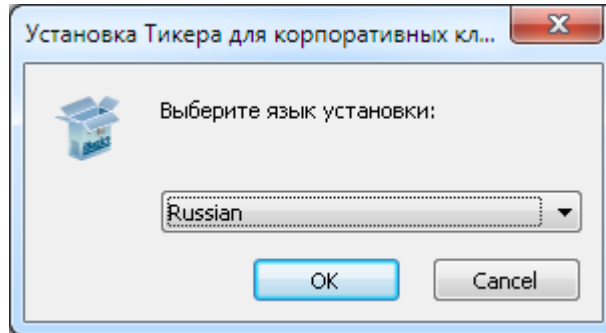 Установка Тикера для корпоративных кл...
Выберите язык установки:
Russian
OK
Cancel